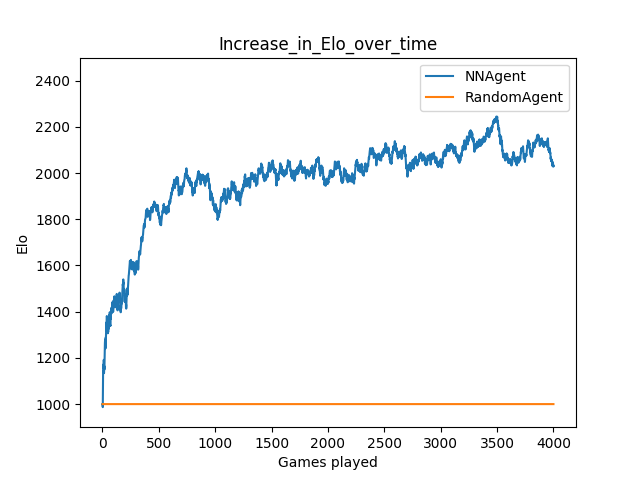 Increase_in_Elo_over_time
NNAgent
RandomAgent
2400
2200
2000
1800
1600
1400
1200
1000
Elo
0 500 1000 1500 2000 2500 3000 3500 4000
Games played